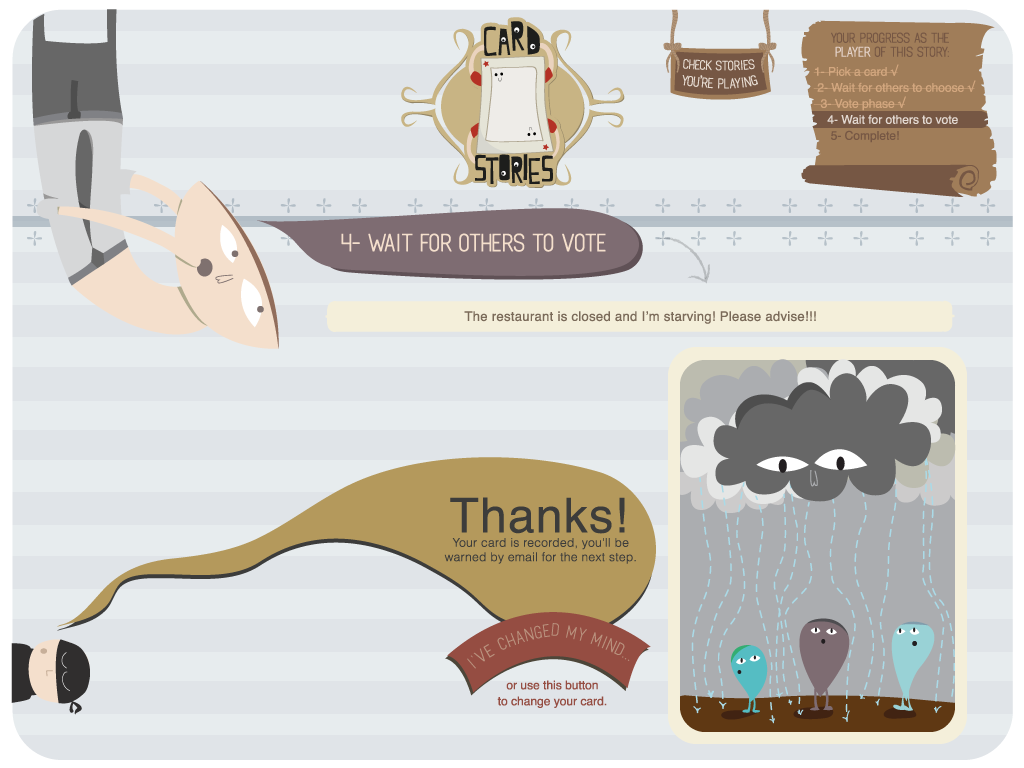 CARD
STORIES
CHECK STORIES
YOU'RE PLAYING
YOUR PROGRESS AS THE
PLAYER OF THIS STORY:
1- Pick a card √
2- Wait for others to choose √
3- Vote phase √
4- Wait for others to vote
5- Complete!
4- WAIT FOR OTHERS TO VOTE
The restaurant is closed and I'm starving! Please advise!!!
Thanks!
Your card is recorded, you'll be
warned by email for the next step.
I'VE CHANGED MY MIND...
or use this button
to change your card.